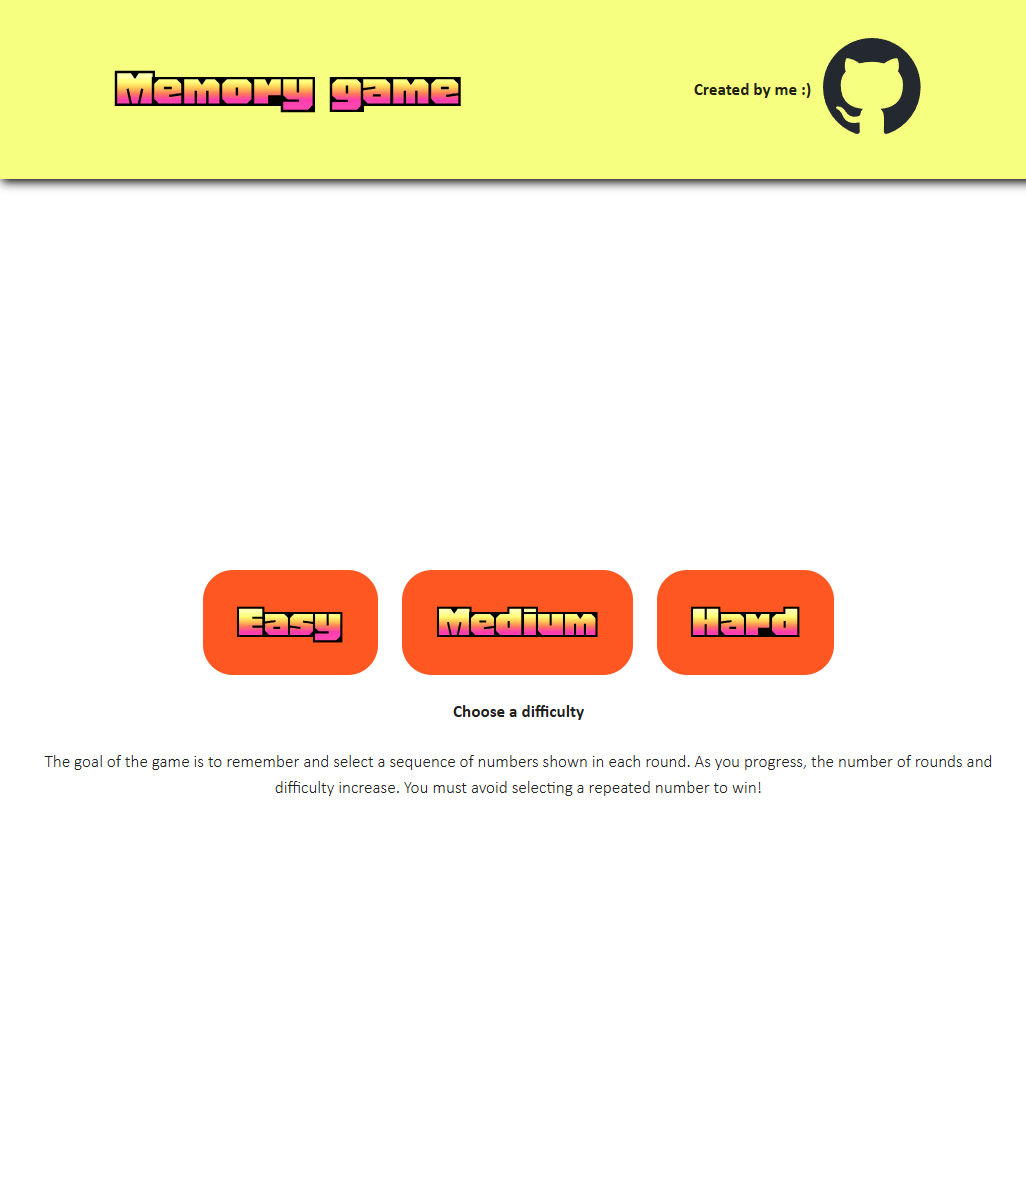 Memory game
Created by me :)
Easy
Medium
Hard
Choose a difficulty
The goal of the game is to remember and select a sequence of numbers shown in each round. As you progress, the number of rounds and
difficulty increase. You must avoid selecting a repeated number to win!